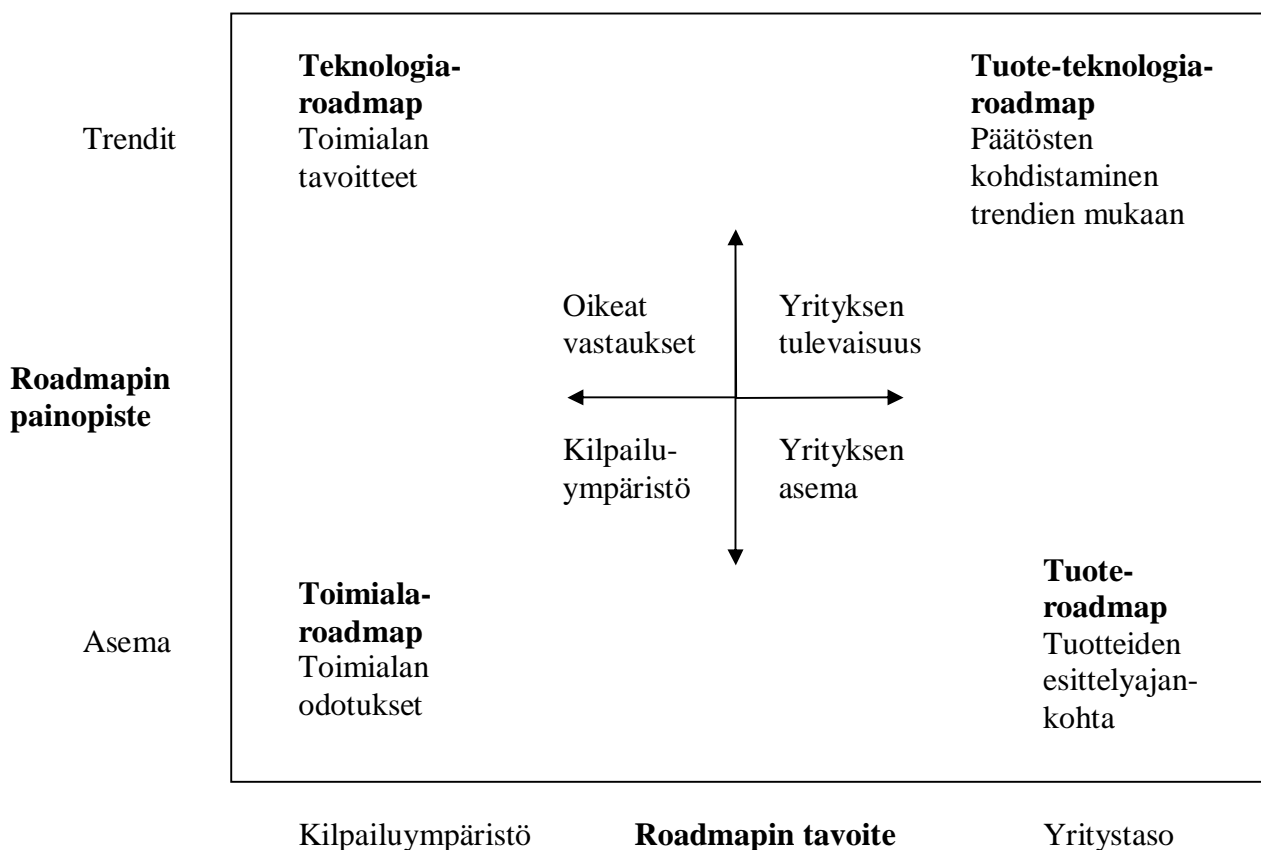 Teknologia-
roadmap
Toimialan
tavoitteet
Tuote-teknologia-
roadmap
Päätösten
kohdistaminen
trendien mukaan
Trendit
Oikeat
vastaukset
Yrityksen
tulevaisuus
Roadmapin
painopiste
Kilpailu-
ympäristö
Yrityksen
asema
Toimiala-
roadmap
Toimialan
odotukset
Tuote-
roadmap
Tuotteiden
esittelyajan-
kohta
Asema
Kilpailuympäristö
Roadmapin tavoite
Yritystaso